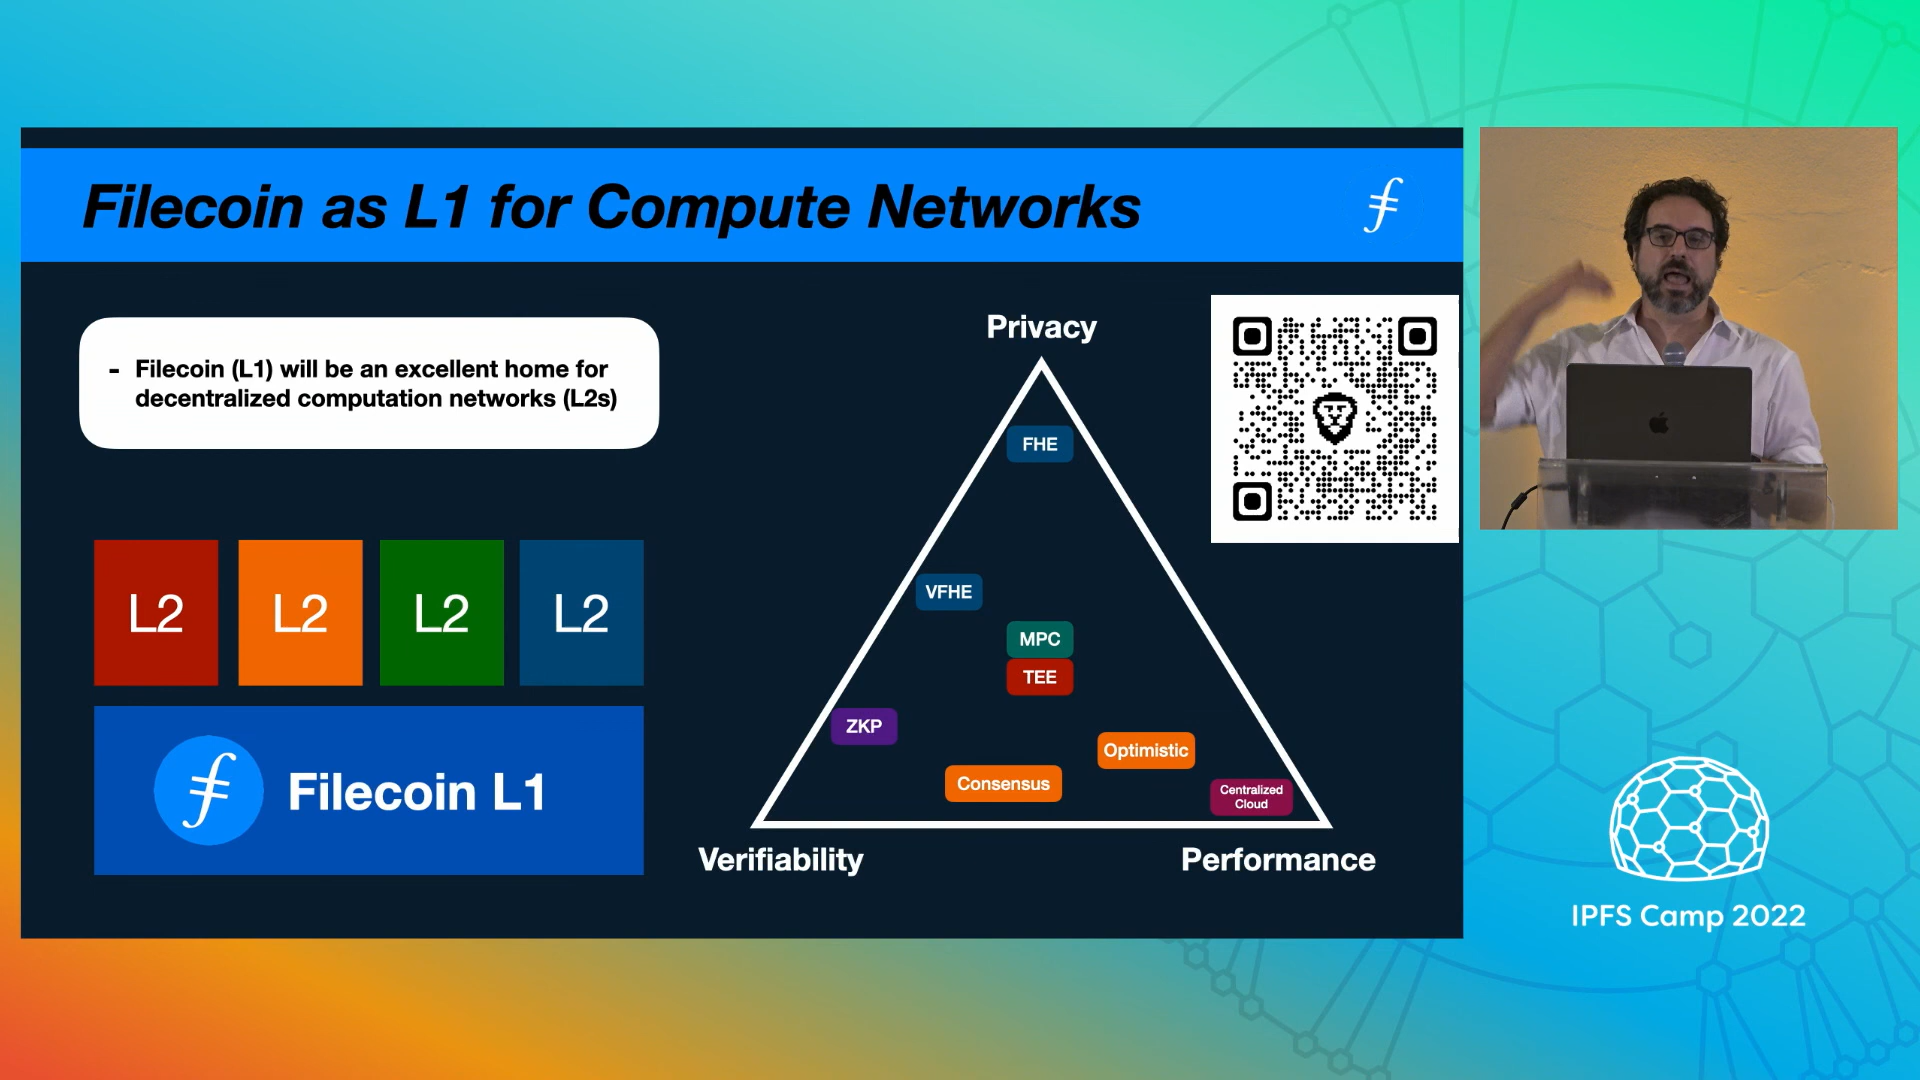 Filecoin as L1 for Compute Networks
- Filecoin (L1) will be an excellent home for
decentralized computation networks (L2s)
L2 L2 L2 L2
Filecoin L1
Privacy
FHE
VFHE
MPC
TEE
ZKP
Optimistic
Consensus
Centralized
Cloud
Verifiability
Performance
IPFS Camp 2022